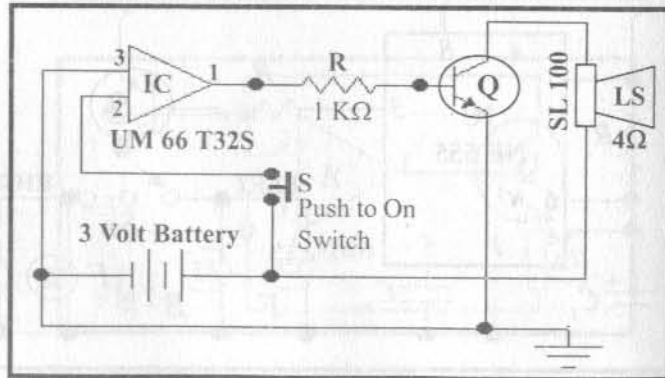 3
IC
1
2
UM 66 T32S
R
1 KΩ
Q
SL 100
LS
4Ω
S
Push to On
Switch
3 Volt Battery